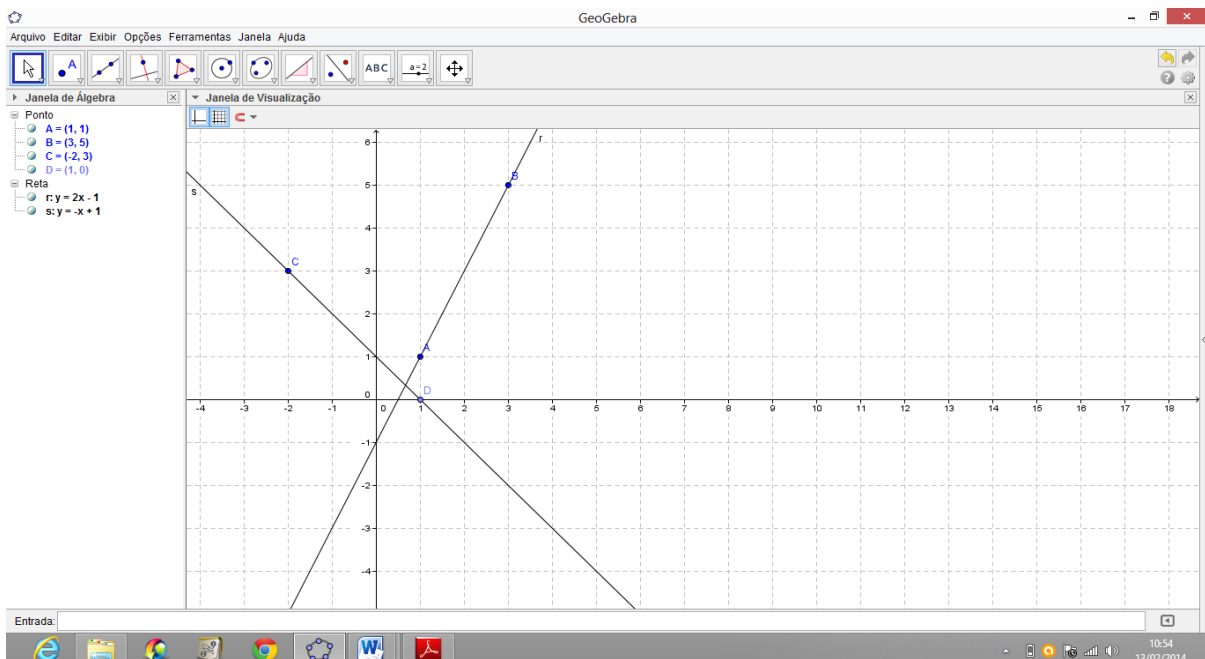 GeoGebra
Arquivo Editar Exibir Opções Ferramentas Janela Ajuda
A
ABC
a=2
Janela de Álgebra
Janela de Visualização
Ponto
A = (1, 1)
B = (3, 5)
C = (-2, 3)
D = (1, 0)
Reta
r: y = 2x - 1
s: y = -x + 1
6
r
B
s
5
4
C
3
2
A
1
D
0
-4 -3 -2 -1 0 1 2 3 4 5 6 7 8 9 10 11 12 13 14 15 16 17 18
-1
-2
-3
-4
Entrada:
10:54
13/02/2014